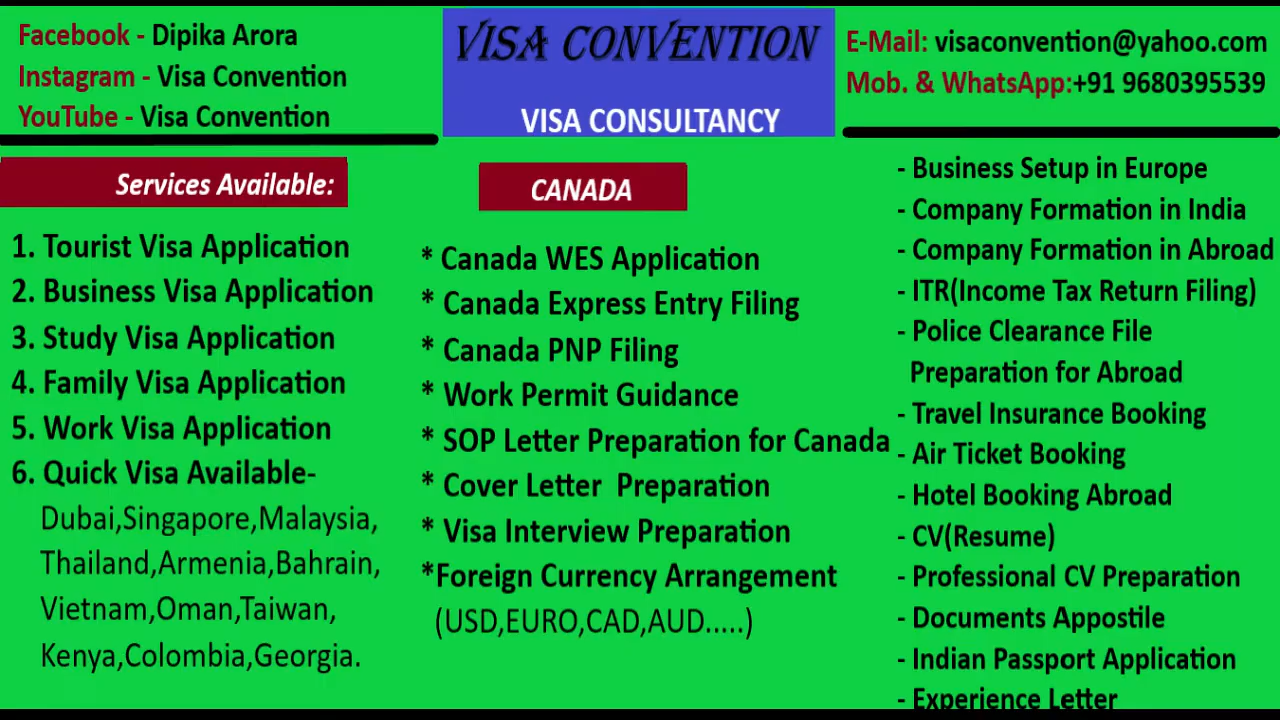 Facebook - Dipika Arora
Instagram - Visa Convention
YouTube - Visa Convention
VISA CONVENTION
VISA CONSULTANCY
E-Mail: visaconvention@yahoo.com
Mob. & WhatsApp:+91 9680395539
Services Available:
1. Tourist Visa Application
2. Business Visa Application
3. Study Visa Application
4. Family Visa Application
5. Work Visa Application
6. Quick Visa Available-
Dubai,Singapore,Malaysia,
Thailand,Armenia,Bahrain,
Vietnam,Oman,Taiwan,
Kenya,Colombia,Georgia.
CANADA
* Canada WES Application
* Canada Express Entry Filing
* Canada PNP Filing
* Work Permit Guidance
* SOP Letter Preparation for Canada
* Cover Letter Preparation
* Visa Interview Preparation
*Foreign Currency Arrangement
(USD,EURO,CAD,AUD.....)
- Business Setup in Europe
- Company Formation in India
- Company Formation in Abroad
- ITR(Income Tax Return Filing)
- Police Clearance File
Preparation for Abroad
- Travel Insurance Booking
- Air Ticket Booking
- Hotel Booking Abroad
- CV(Resume)
- Professional CV Preparation
- Documents Appostile
- Indian Passport Application
- Experience Letter